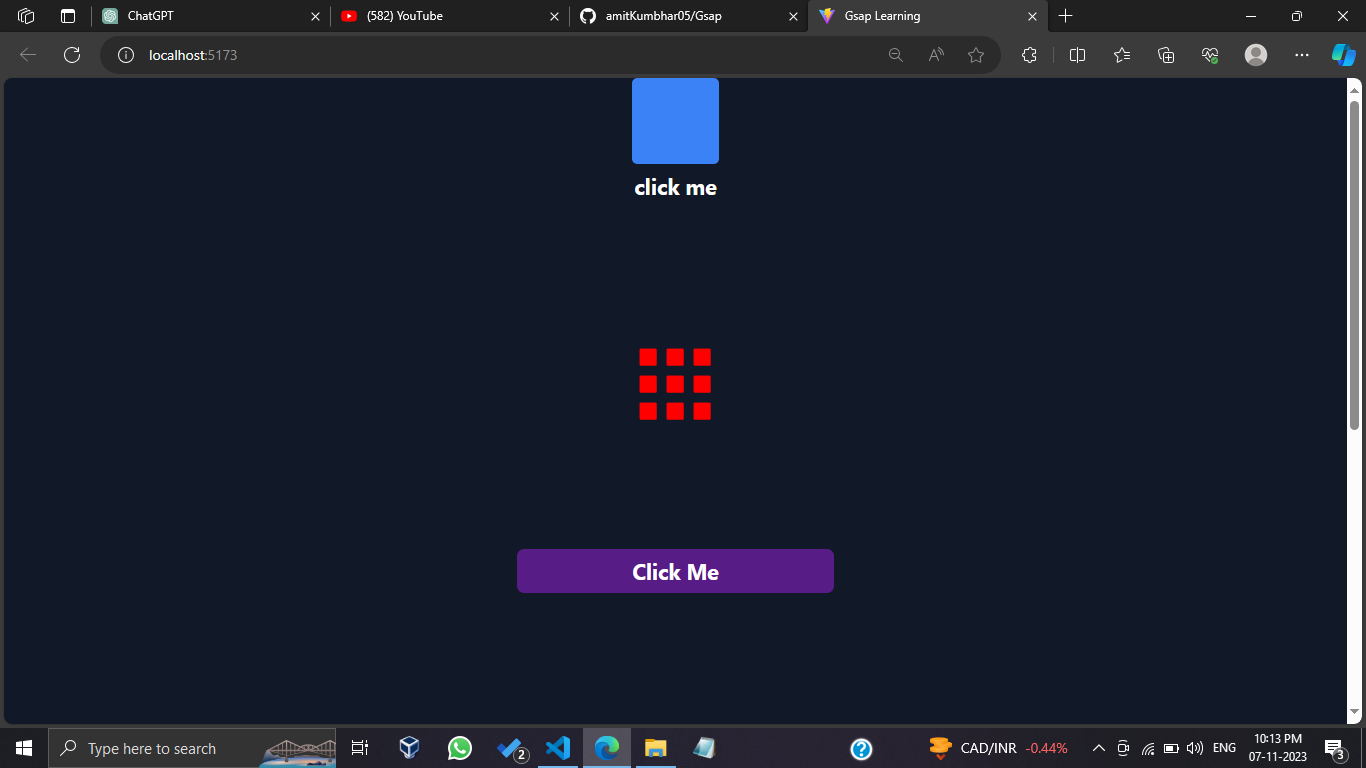 ChatGPT
(582) YouTube
amitKumbhar05/Gsap
Gsap Learning
localhost:5173
click me
Click Me
Type here to search
2
CAD/INR -0.44%
ENG
10:13 PM
07-11-2023
3